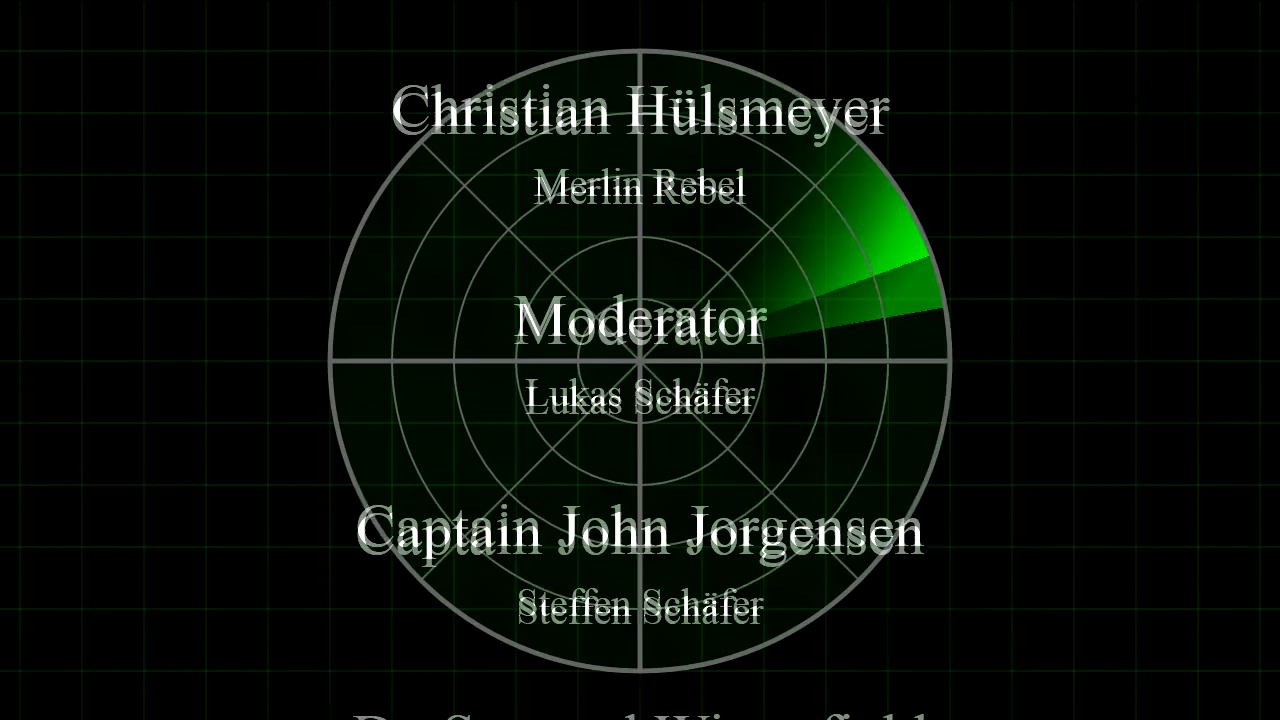 Christian Hülsmeyer
Merlin Rebel
Moderator
Lukas Schäfer
Captain John Jorgensen
Steffen Schäfer